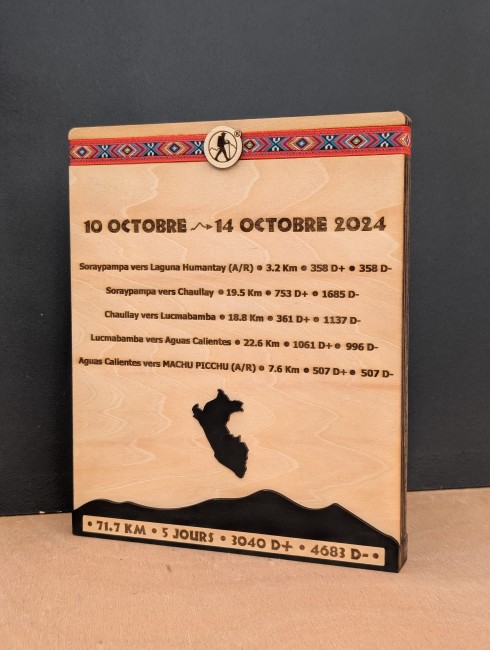 10 OCTOBRE 14 OCTOBRE 2024
Soraypampa vers Laguna Humantay (A/R) • 3.2 Km • 358 D+ • 358 D-
Soraypampa vers Chaullay • 19.5 Km • 753 D+ • 1685 D-
Chaullay vers Lucmabamba • 18.8 Km • 361 D+ • 1137 D-
Lucmabamba vers Aguas Calientes • 22.6 Km • 1061 D+ • 996 D-
Aguas Calientes vers MACHU PICCHU (A/R) • 7.6 Km • 507 D+ • 507 D-
• 71.7 KM • 5 JOURS • 3040 D+ • 4683 D- •